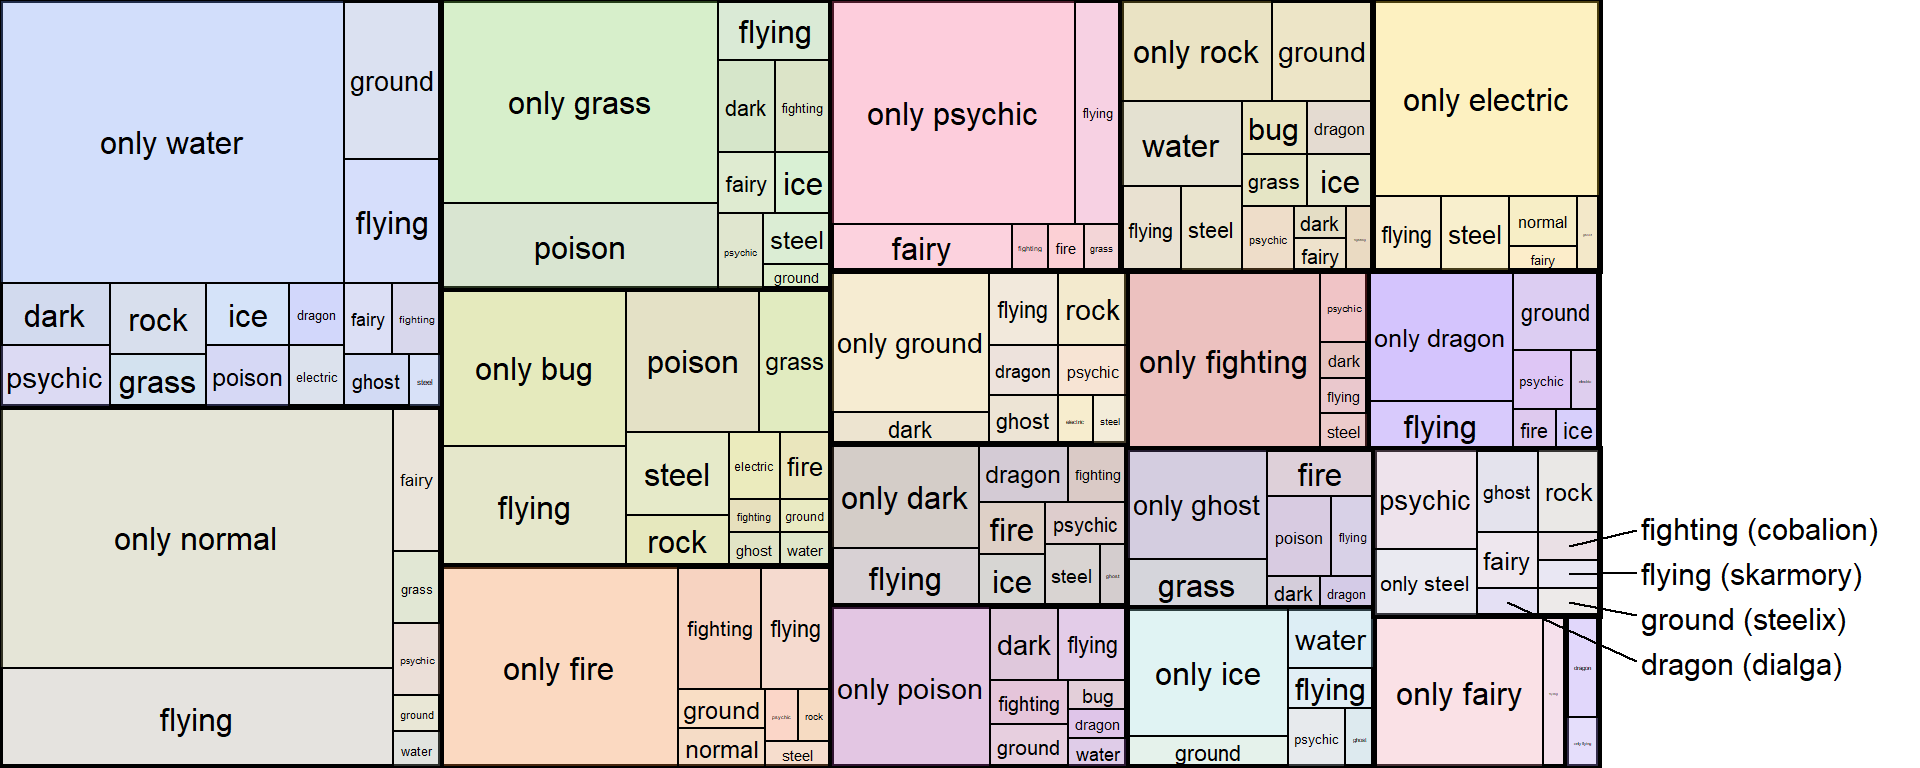 only water
ground
flying
dark
rock
ice
dragon
fairy
fighting
psychic
grass
poison
electric
ghost
steel
only normal
fairy
grass
psychic
ground
water
flying
only grass
flying
dark
fighting
fairy
ice
poison
psychic
steel
ground
only bug
poison
grass
flying
steel
electric
fire
rock
fighting
ground
ghost
water
only fire
fighting
flying
ground
psychic
rock
normal
steel
only psychic
flying
fairy
fighting
fire
grass
only rock
ground
water
bug
dragon
grass
ice
flying
steel
psychic
dark
fairy
only electric
flying
steel
normal
fairy
only ground
flying
rock
dragon
psychic
dark
ghost
electric
steel
only fighting
psychic
dark
flying
steel
only dragon
ground
psychic
flying
fire
ice
only dark
dragon
fighting
fire
psychic
flying
ice
steel
ghost
only ghost
fire
poison
flying
grass
dark
dragon
psychic
ghost
rock
only steel
fairy
fighting (cobalion)
flying (skarmory)
ground (steelix)
dragon (dialga)
only poison
dark
flying
fighting
bug
dragon
ground
water
only ice
water
flying
psychic
ghost
ground
only fairy
dragon
only flying